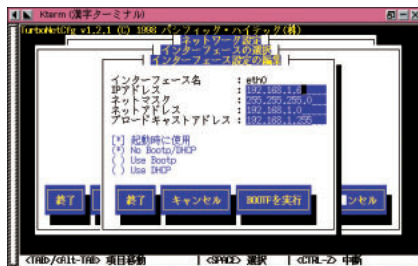 Kterm (漢字ターミナル)
TurboNetCfg v1.2.1 (C) 1998 パシフィック・ハイテック(株)
ネットワーク設定
インターフェースの選択
インターフェース設定の編集
インターフェース名 : eth0
IPアドレス : 192.168.1.6
ネットマスク : 255.255.255.0
ネットアドレス : 192.168.1.0
ブロードキャストアドレス : 192.168.1.255
[*] 起動時に使用
(*) No Bootp/DHCP
( ) Use Bootp
( ) Use DHCP
終了 終了 キャンセル BOOTPを実行 ンセル
<TAB>/<Alt-TAB> 項目移動 | <SPACE> 選択 | <CTRL-Z> 中断